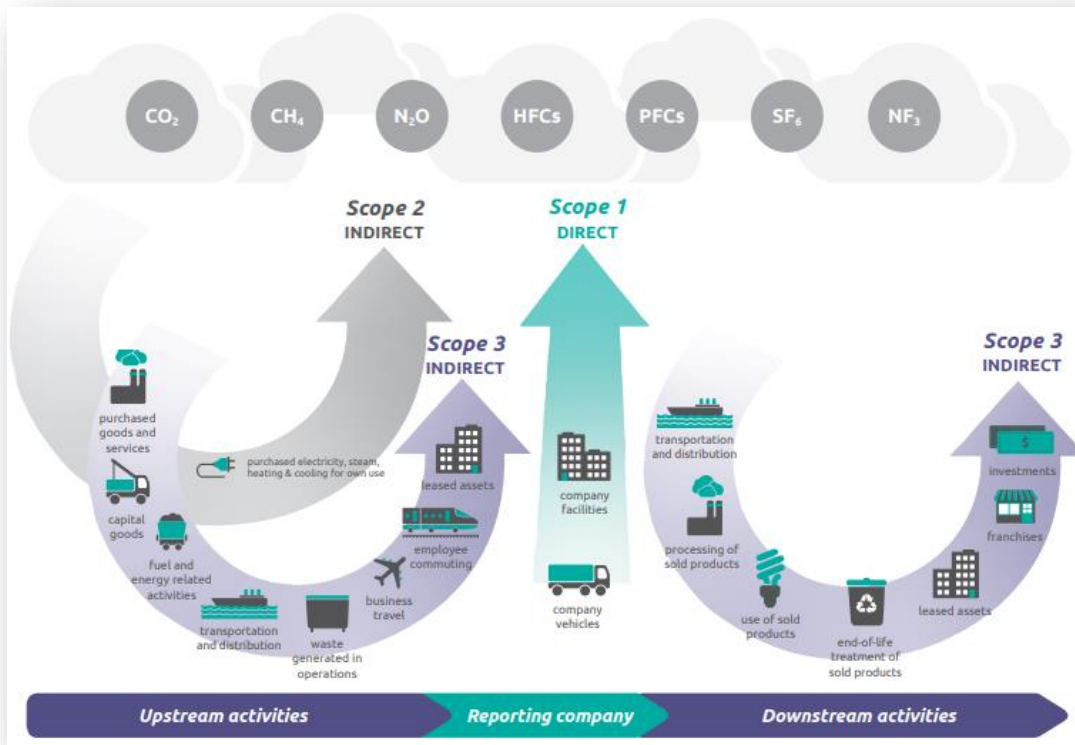 CO₂
CH₄
N₂O
HFCs
PFCs
SF₆
NF₃
Scope 2
INDIRECT
Scope 1
DIRECT
Scope 3
INDIRECT
Scope 3
INDIRECT
purchased
goods and
services
capital
goods
fuel and
energy related
activities
transportation
and distribution
waste
generated in
operations
business
travel
employee
commuting
leased assets
purchased electricity, steam,
heating & cooling for own use
company
facilities
company
vehicles
transportation
and distribution
processing of
sold products
use of sold
products
end-of-life
treatment of
sold products
leased assets
franchises
$
investments
Upstream activities
Reporting company
Downstream activities